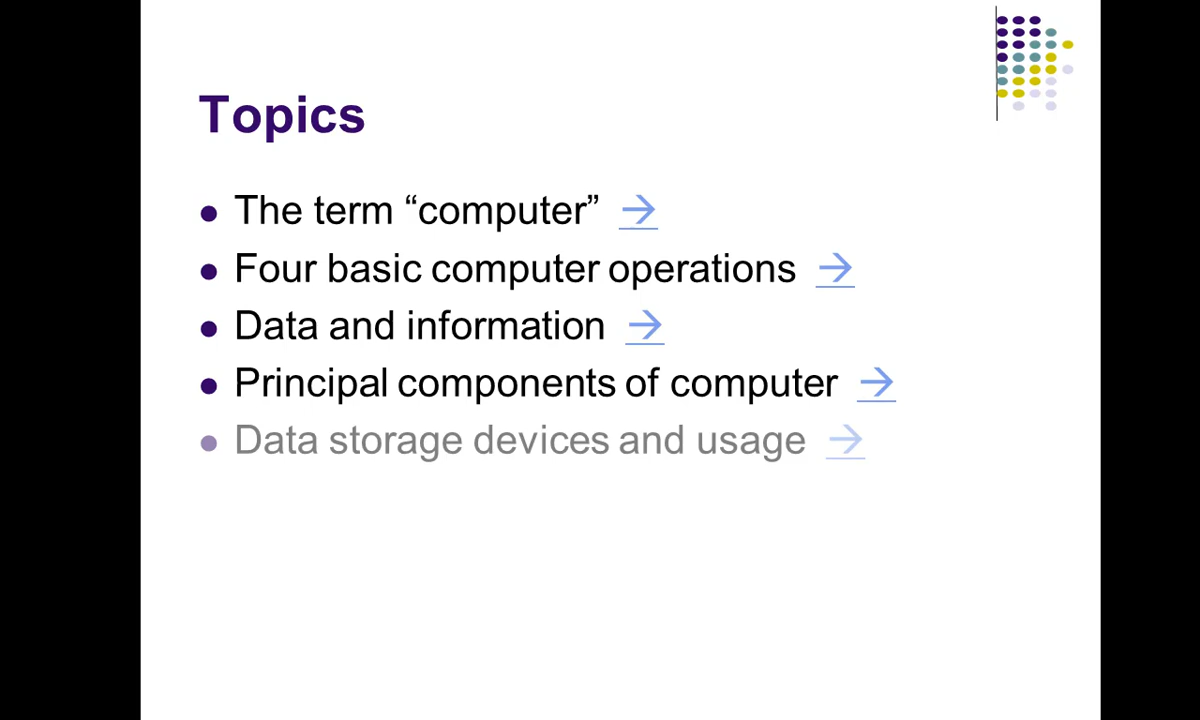 Topics
● The term “computer” →
● Four basic computer operations →
● Data and information →
● Principal components of computer →
● Data storage devices and usage →